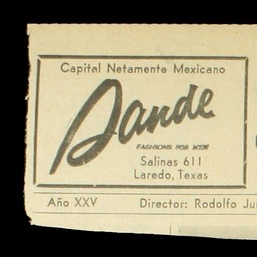 Capital Netamente Mexicano
Dande
FASHIONS FOR MEN
Salinas 611
Laredo, Texas
Año XXV Director: Rodolfo